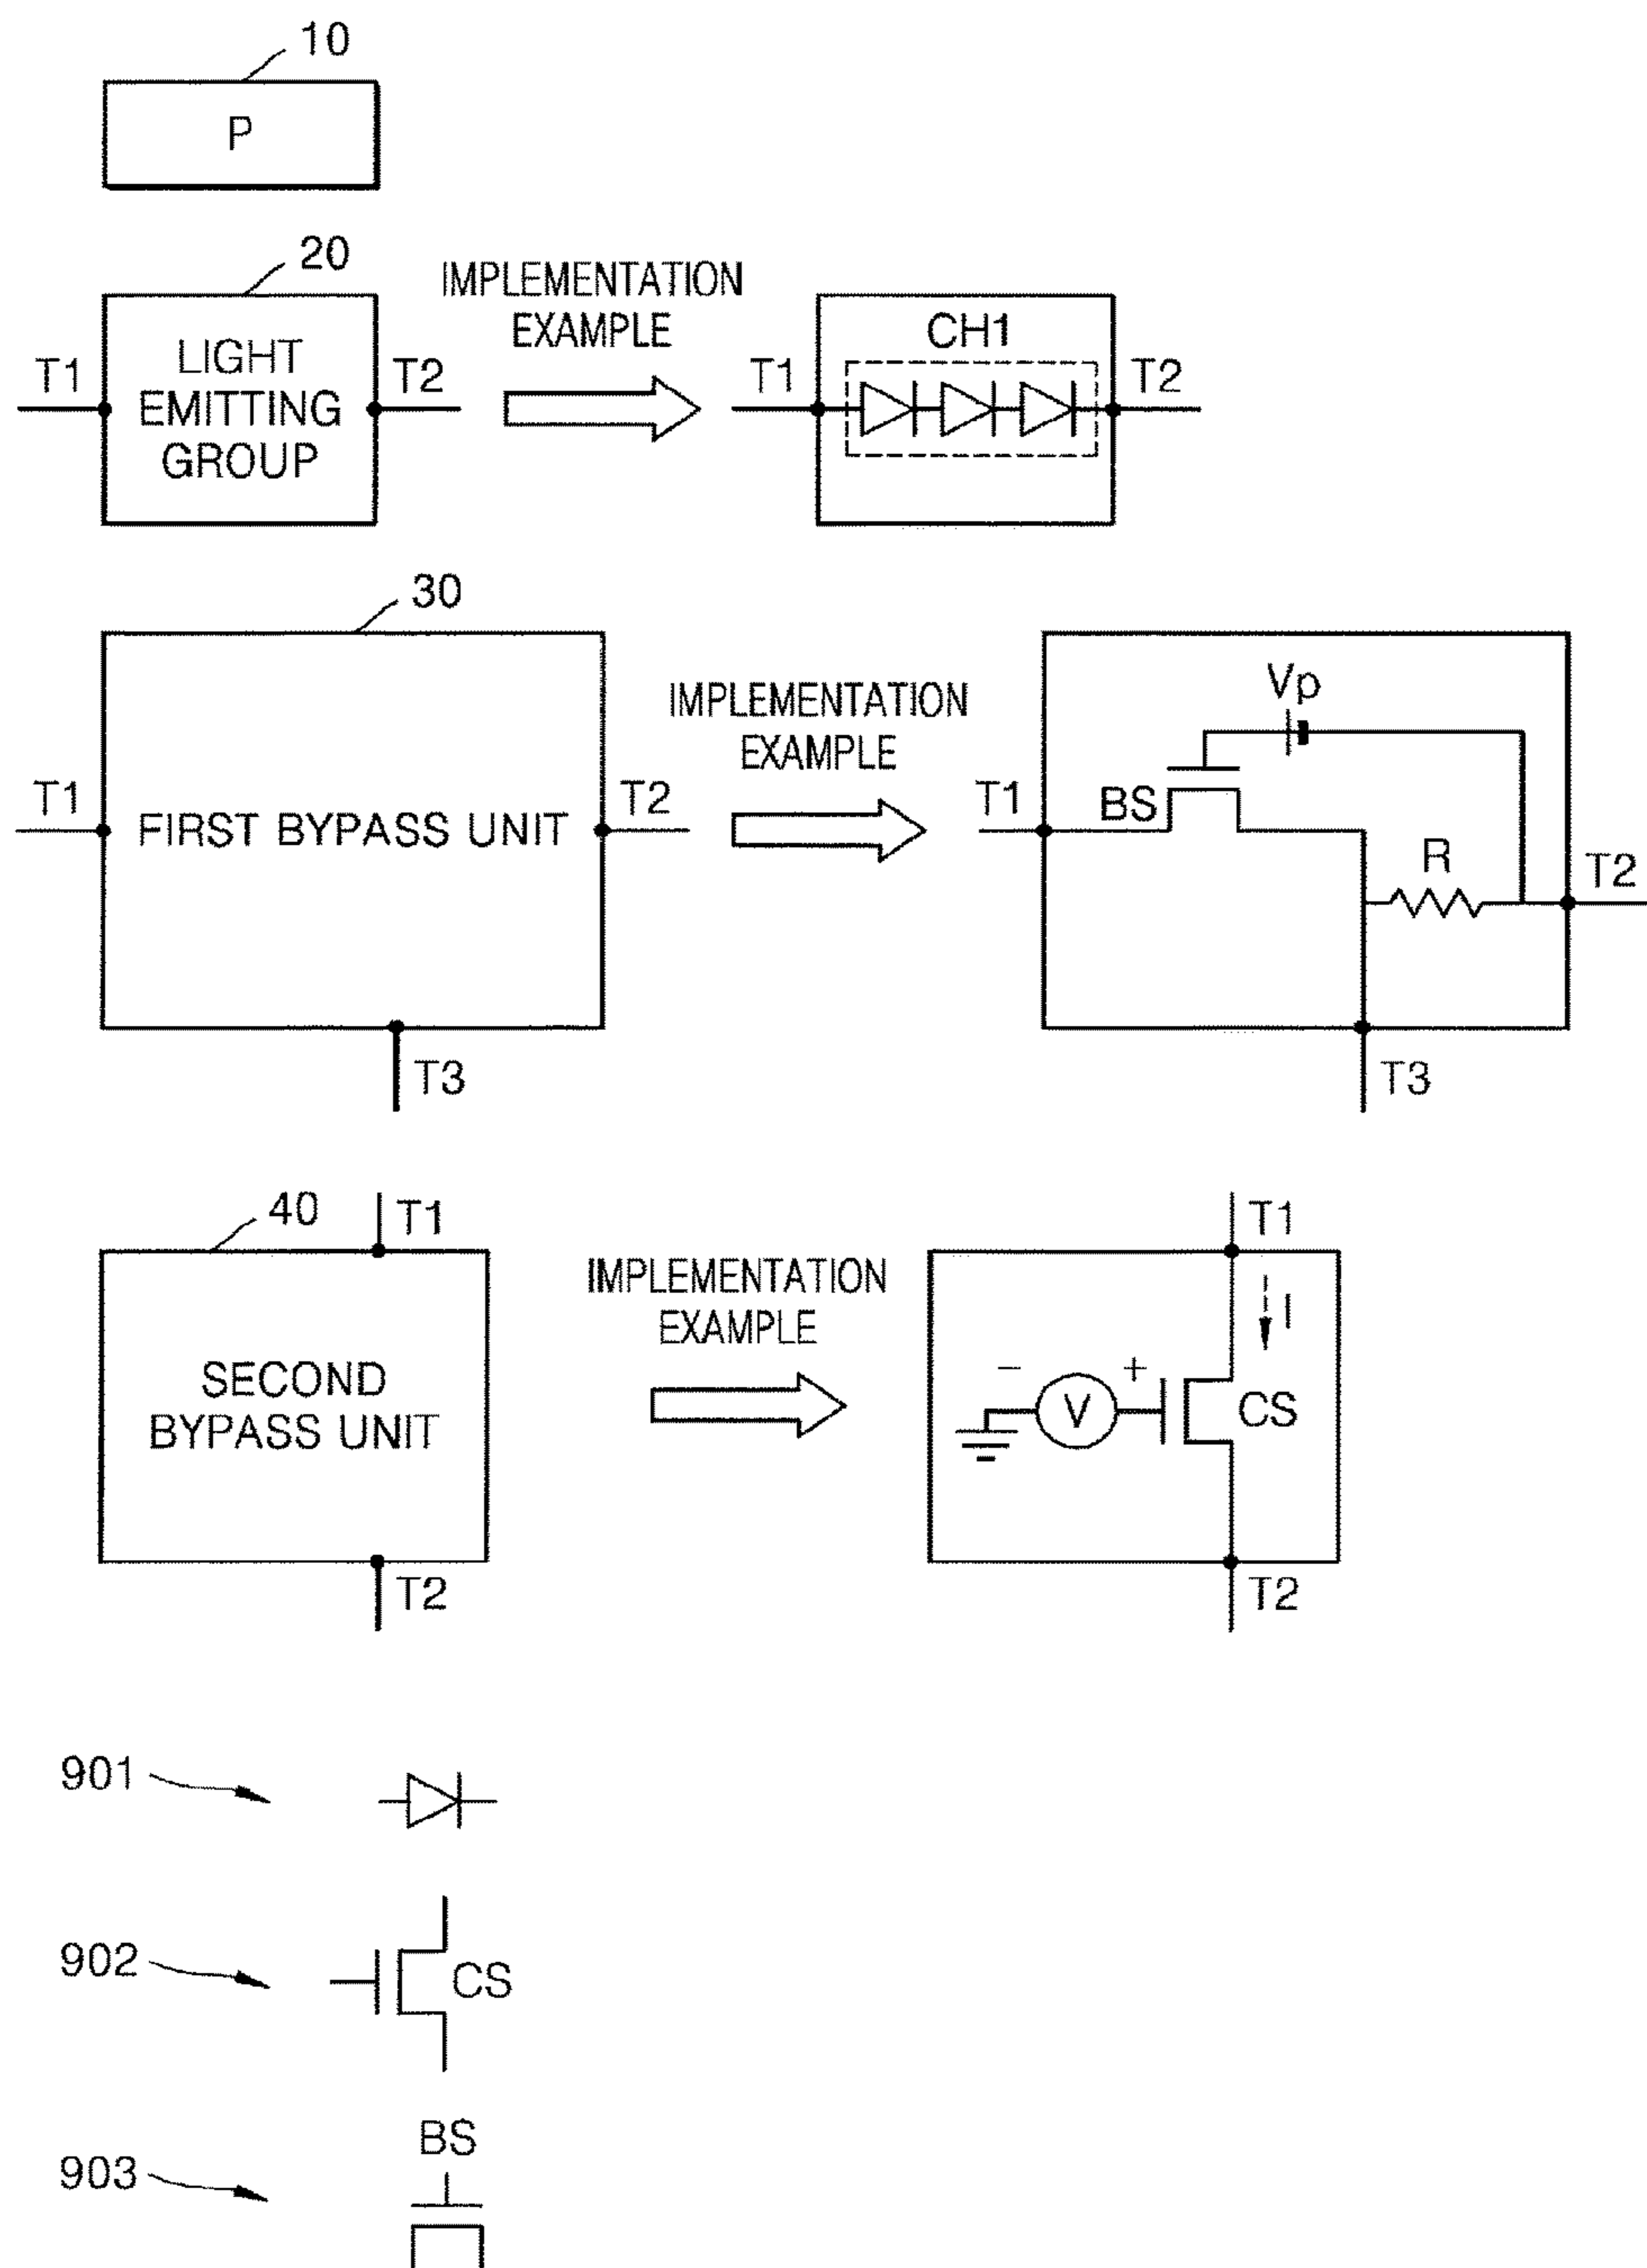 10
P
20
LIGHT
EMITTING
GROUP
T1
T2
IMPLEMENTATION
EXAMPLE
CH1
T1
T2
30
FIRST BYPASS UNIT
T1
T2
T3
IMPLEMENTATION
EXAMPLE
Vp
BS
R
T1
T2
T3
40
T1
SECOND
BYPASS UNIT
T2
IMPLEMENTATION
EXAMPLE
T1
I
- +
V
CS
T2
901
902
CS
BS
903